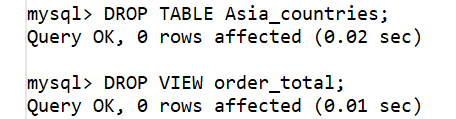 mysql> DROP TABLE Asia_countries;
Query OK, 0 rows affected (0.02 sec)
mysql> DROP VIEW order_total;
Query OK, 0 rows affected (0.01 sec)